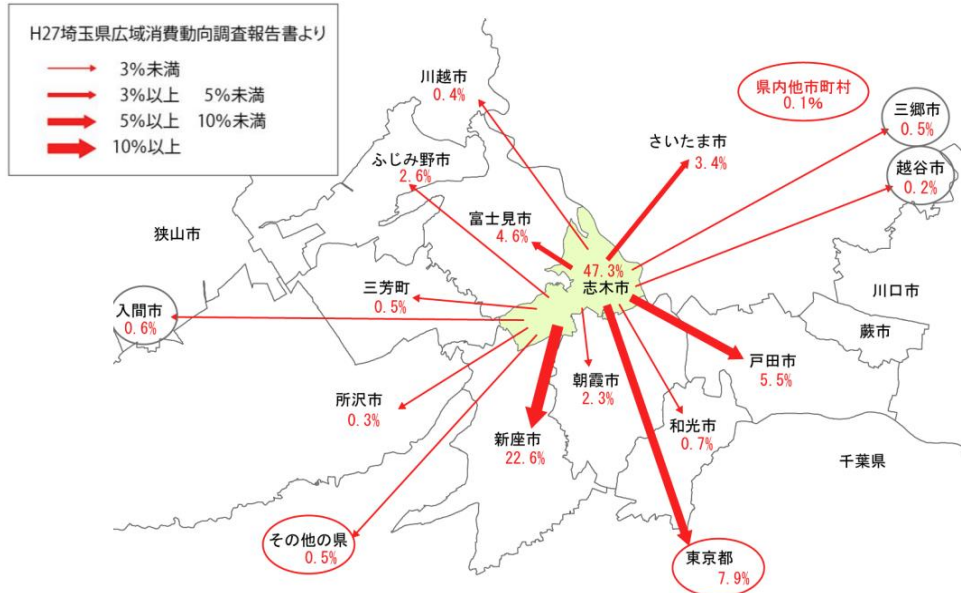 H27埼玉県広域消費動向調査報告書より
3%未満
3%以上 5%未満
5%以上 10%未満
10%以上
川越市
0.4%
県内他市町村
0.1%
三郷市
0.5%
さいたま市
3.4%
ふじみ野市
2.6%
越谷市
0.2%
富士見市
4.6%
狭山市
47.3%
志木市
三芳町
0.5%
川口市
入間市
0.6%
蕨市
戸田市
5.5%
朝霞市
2.3%
所沢市
0.3%
和光市
0.7%
新座市
22.6%
千葉県
その他の県
0.5%
東京都
7.9%